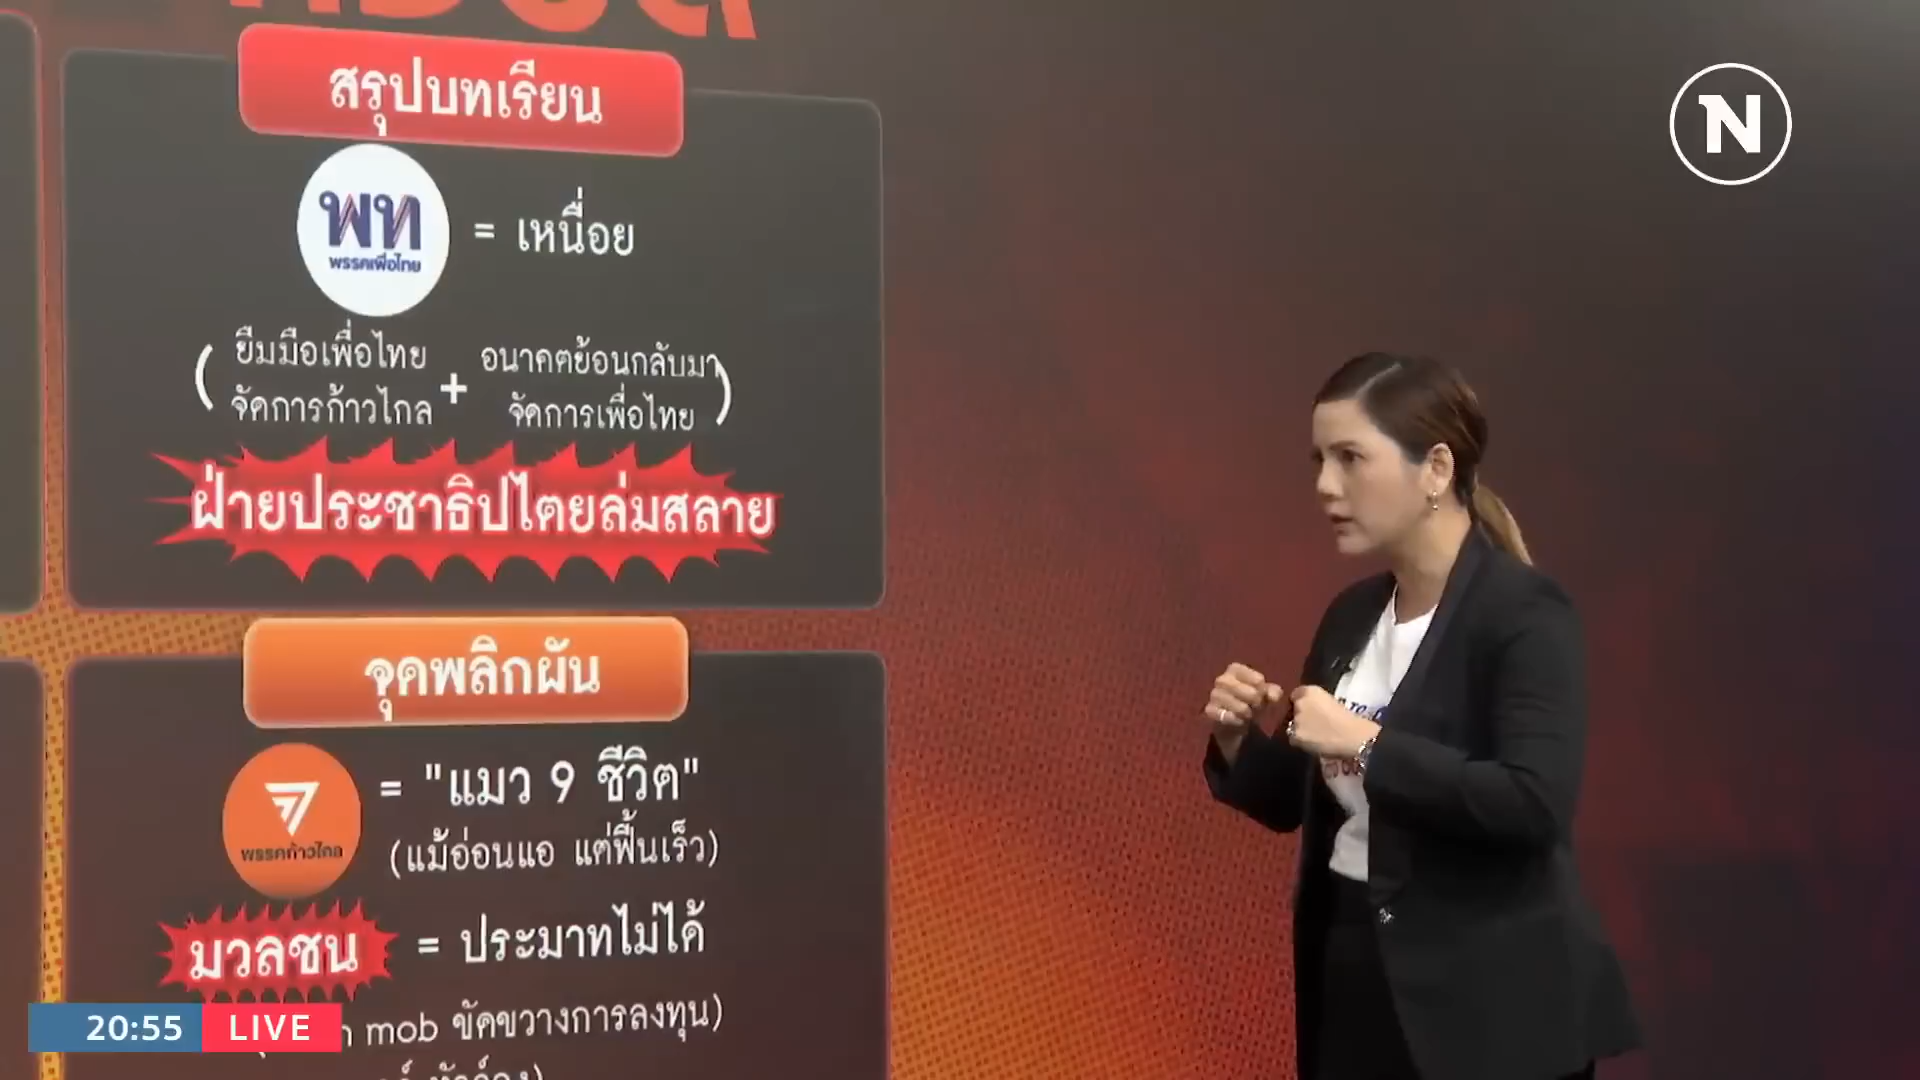 สรุปบทเรียน
N
พท
พรรคเพื่อไทย
= เหนื่อย
(ยืมมือเพื่อไทย
จัดการก้าวไกล
+
อนาคตย้อนกลับมา
จัดการเพื่อไทย)
ฝ่ายประชาธิปไตยล่มสลาย
จุดพลิกผัน
พรรคก้าวไกล
= "แมว 9 ชีวิต"
(แม้อ่อนแอ แต่ฟื้นเร็ว)
มวลชน = ประมาทไม่ได้
mob ขัดขวางการลงทุน)
20:55 LIVE